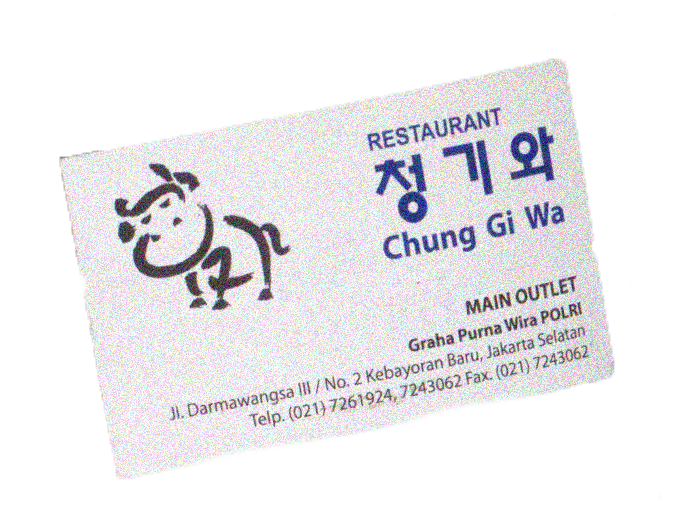 RESTAURANT
청기와
Chung Gi Wa
MAIN OUTLET
Graha Purna Wira POLRI
Jl. Darmawangsa III / No. 2 Kebayoran Baru, Jakarta Selatan
Telp. (021) 7261924, 7243062 Fax. (021) 7243062